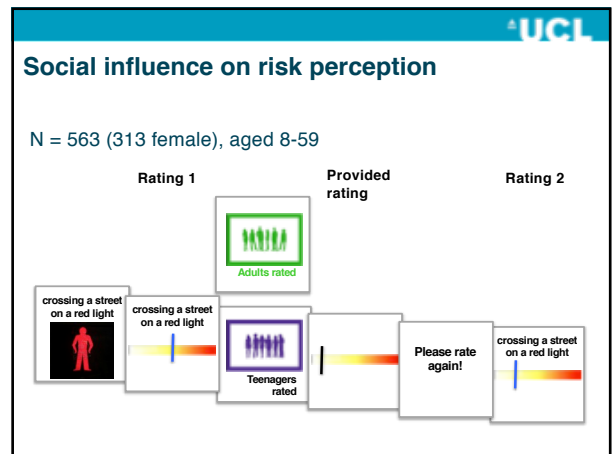 UCL
Social influence on risk perception
N = 563 (313 female), aged 8-59
Rating 1
Provided
rating
Rating 2
Adults rated
crossing a street
on a red light
crossing a street
on a red light
Teenagers
rated
Please rate
again!
crossing a street
on a red light